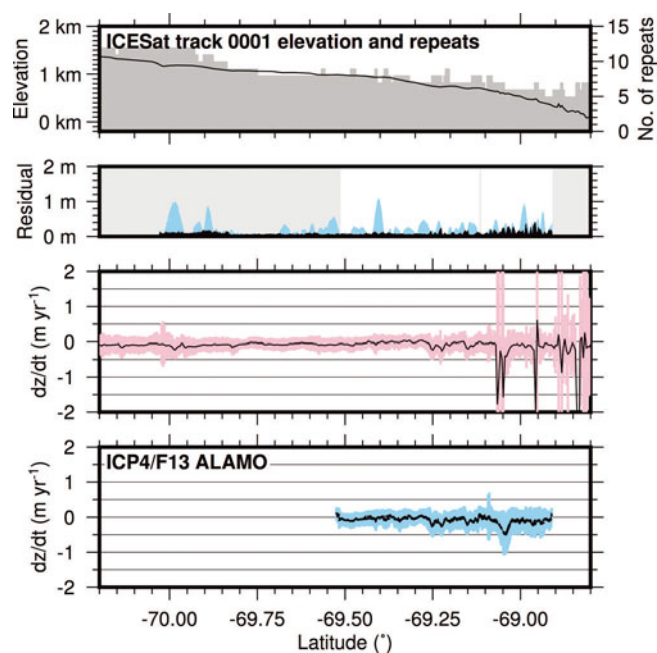 2 km
1 km
0 km
Elevation
ICESat track 0001 elevation and repeats
15
10
5
0
No. of repeats
2 m
1 m
0 m
Residual
2
1
0
-1
-2
dz/dt (m yr-1)
ICP4/F13 ALAMO
2
1
0
-1
-2
dz/dt (m yr-1)
-70.00 -69.75 -69.50 -69.25 -69.00
Latitude (°)